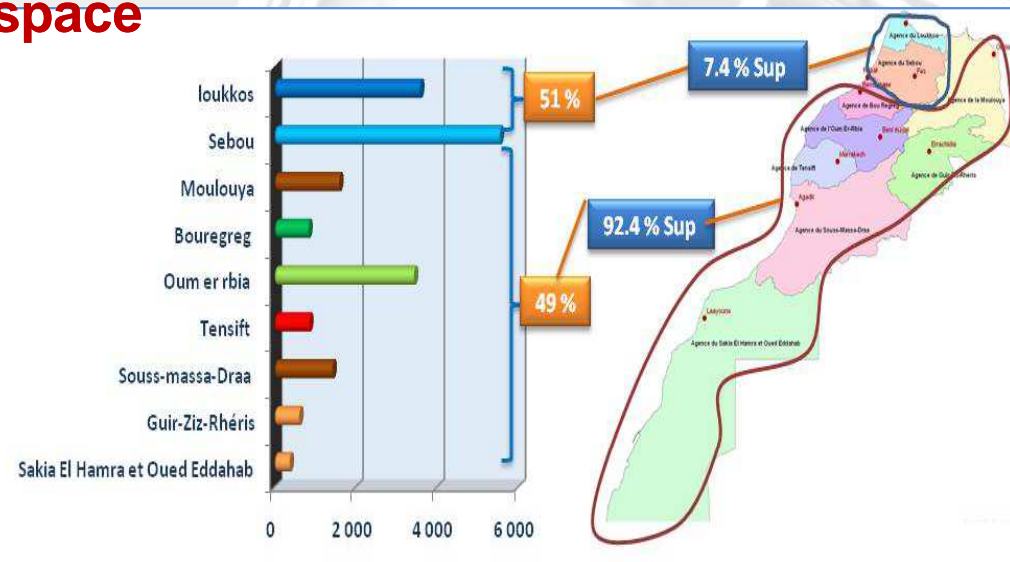 space
loukkos
Sebou
Moulouya
Bouregreg
Oum er rbia
Tensift
Souss-massa-Draa
Guir-Ziz-Rhéris
Sakia El Hamra et Oued Eddahab
0
2 000
4 000
6 000
51 %
49 %
7.4 % Sup
92.4 % Sup
Agence du Loukkos
Agence du Sebou
Fes
Agence de la Moulouya
Agence de Bou Regreg
Agence de l'Oum Er-Rbia
Beni Mellal
Errachidia
Marrakech
Agence de Tensift
Agence de Guir-Ziz-Rheris
Agadir
Agence du Souss-Massa-Draa
Laayoune
Agence du Sakia El Hamra et Oued Eddahab